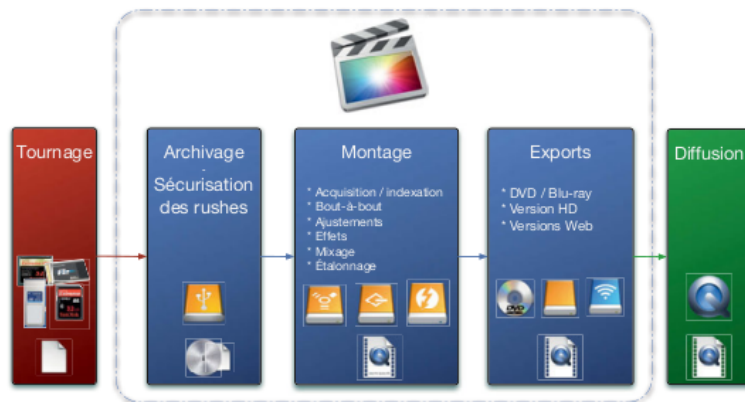 Tournage
Archivage
-
Sécurisation
des rushes
Montage
* Acquisition / indexation
* Bout-à-bout
* Ajustements
* Effets
* Mixage
* Étalonnage
Exports
* DVD / Blu-ray
* Version HD
* Versions Web
Diffusion
DVD